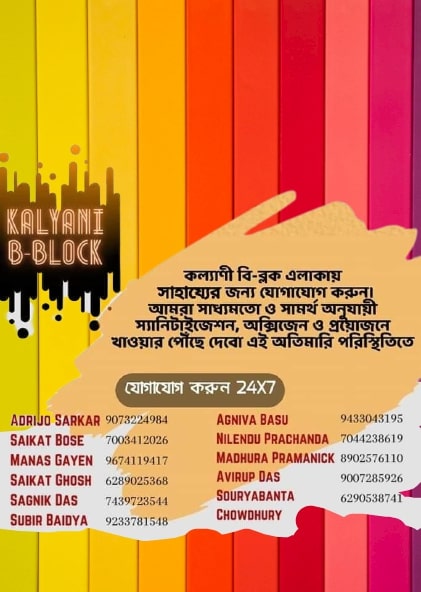 KALYANI
B-BLOCK
কল্যাণী বি-ব্লক এলাকায়
সাহায্যের জন্য যোগাযোগ করুন।
আমরা সাধ্যমতো ও সামর্থ অনুযায়ী
স্যানিটাইজেশন, অক্সিজেন ও প্রয়োজনে
খাওয়ার পৌঁছে দেবো এই অতিমারি পরিস্থিতিতে
যোগাযোগ করুন 24X7
ADRIJO SARKAR 9073224984
SAIKAT BOSE 7003412026
MANAS GAYEN 9674119417
SAIKAT GHOSH 6289025368
SAGNIK DAS 7439723544
SUBIR BAIDYA 9233781548
AGNIVA BASU 9433043195
NILENDU PRACHANDA 7044238619
MADHURA PRAMANICK 8902576110
AVIRUP DAS 9007285926
SOURYABANTA 6290538741
CHOWDHURY